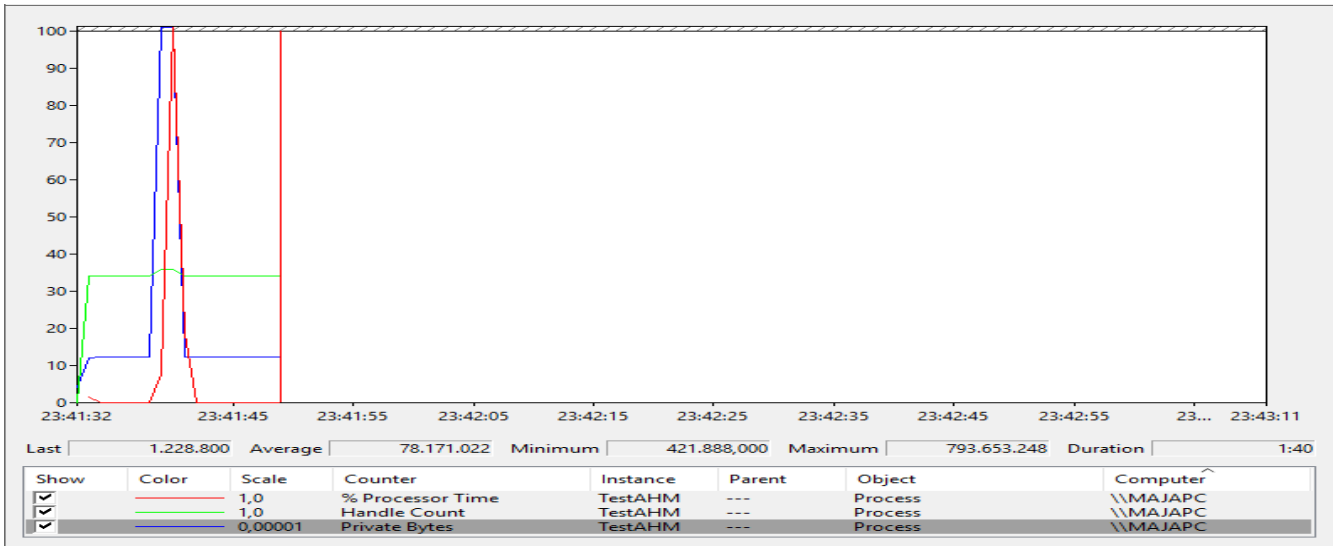 100
90
80
70
60
50
40
30
20
10
0
23:41:32 23:41:45 23:41:55 23:42:05 23:42:15 23:42:25 23:42:35 23:42:45 23:42:55 23... 23:43:11
Last 1.228.800 Average 78.171.022 Minimum 421.888,000 Maximum 793.653.248 Duration 1:40
Show Color Scale Counter Instance Parent Object Computer
1,0 % Processor Time TestAHM --- Process \\MAJAPC
1,0 Handle Count TestAHM --- Process \\MAJAPC
0,00001 Private Bytes TestAHM --- Process \\MAJAPC